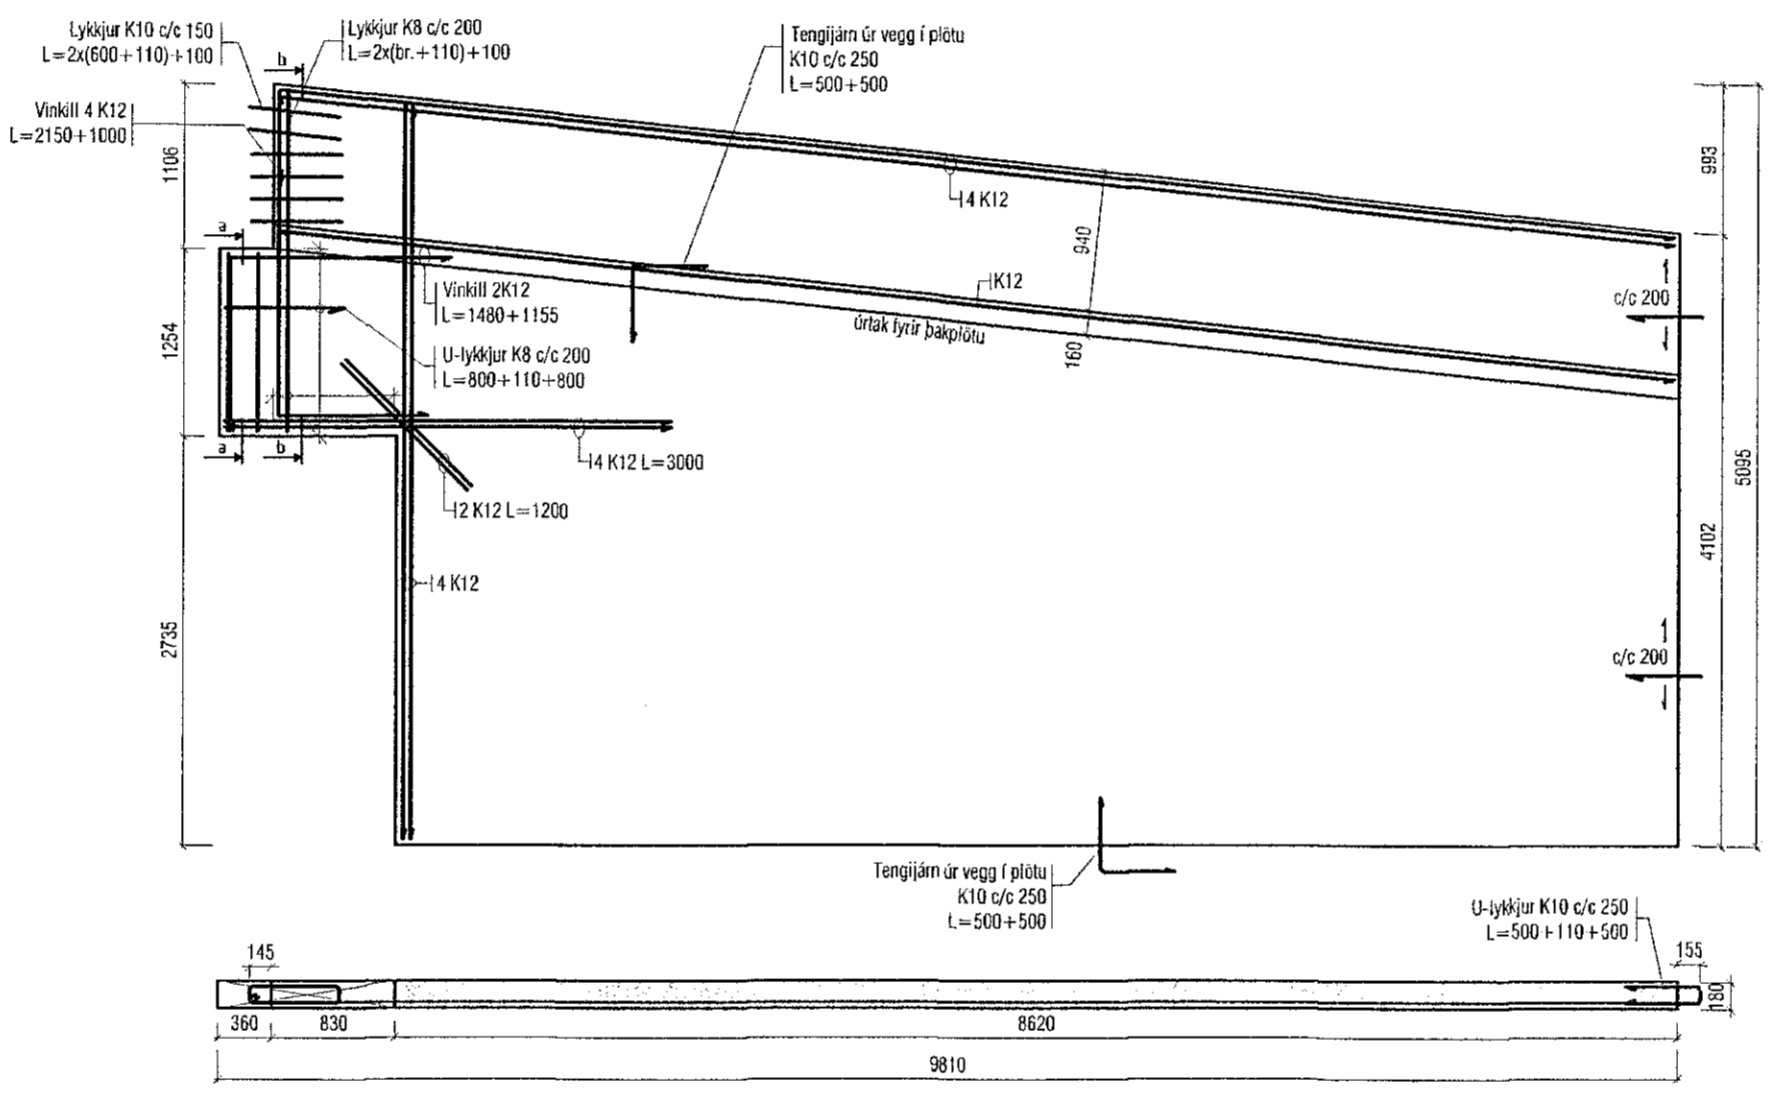 Lykkjur K10 c/c 150
L=2x(600+110)+100
Lykkjur K8 c/c 200
L=2x(br.+110)+100
Tengijárn úr vegg í plötu
K10 c/c 250
L=500+500
b
Vinkill 4 K12
L=2150+1000
1106
993
4 K12
940
a
K12
c/c 200
Vinkill 2K12
L=1480+1155
úrtak fyrir þakplötu
1254
160
U-lykkjur K8 c/c 200
L=800+110+800
a
b
4 K12 L=3000
5095
2 K12 L=1200
4102
4 K12
2735
c/c 200
Tengijárn úr vegg í plötu
K10 c/c 250
L=500+500
U-lykkjur K10 c/c 250
L=500+110+500
145
155
180
360
830
8620
9810